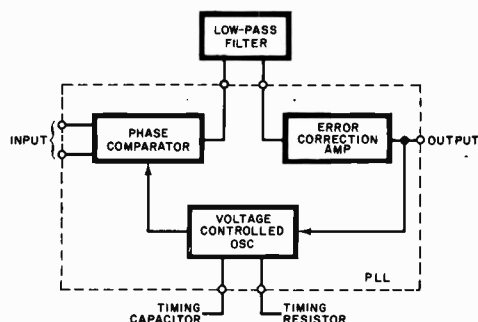 LOW-PASS
FILTER
INPUT
PHASE
COMPARATOR
ERROR
CORRECTION
AMP
OUTPUT
VOLTAGE
CONTROLLED
OSC
PLL
TIMING
CAPACITOR
TIMING
RESISTOR